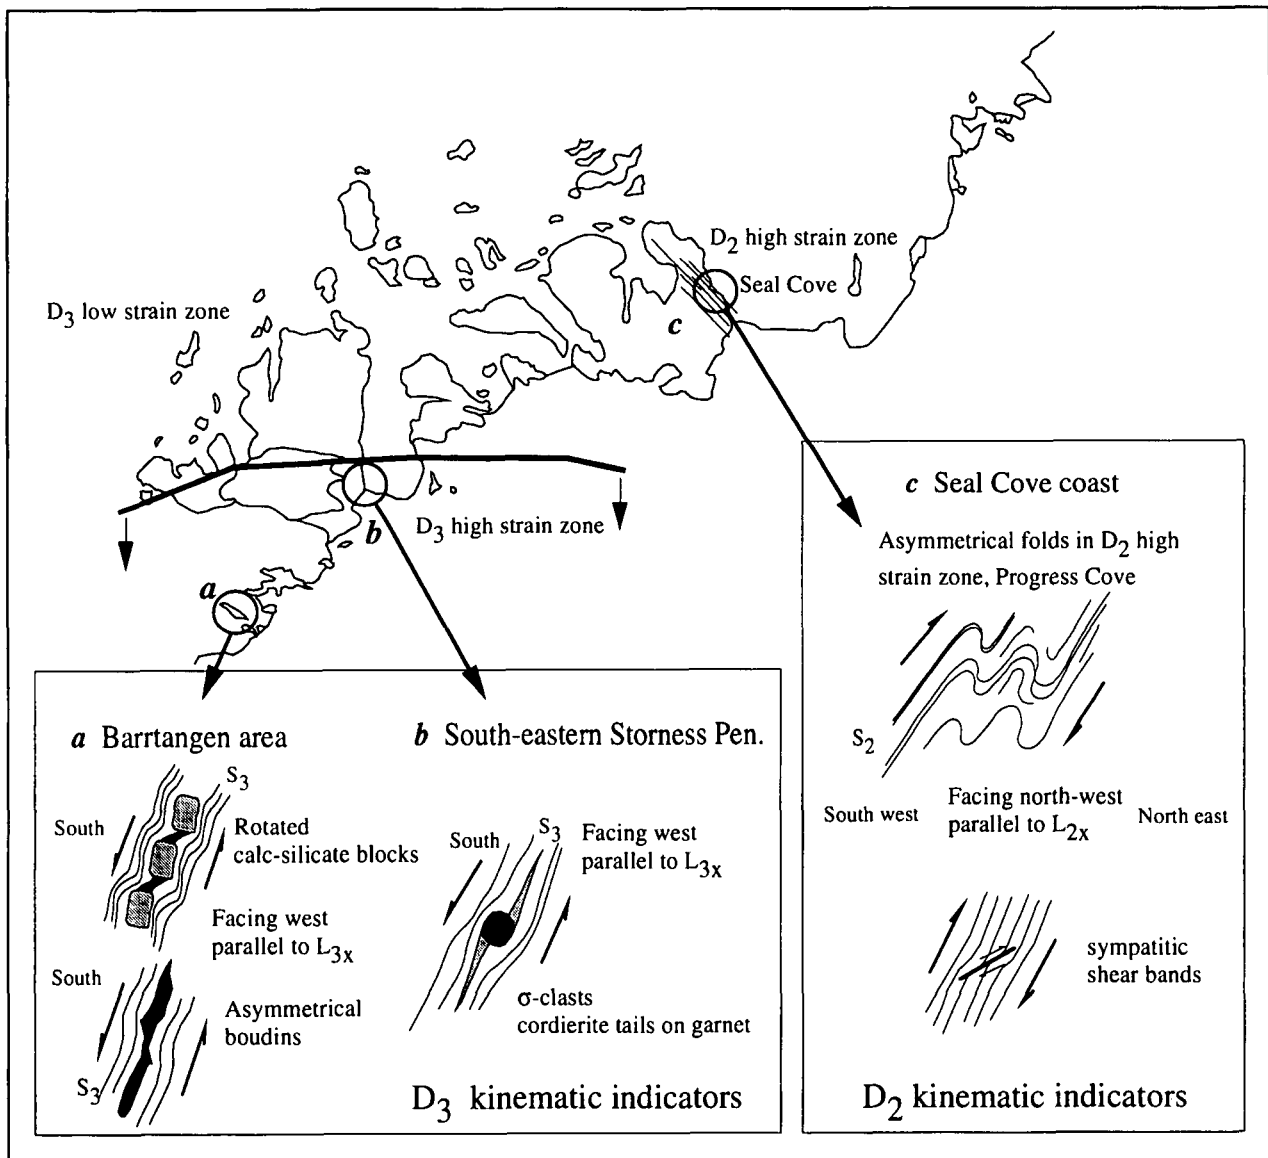 D2 high strain zone
Seal Cove
D3 low strain zone
c
b
D3 high strain zone
a
c Seal Cove coast
Asymmetrical folds in D2 high
strain zone, Progress Cove
S2
South west
Facing north-west
parallel to L2x
North east
sympatitic
shear bands
D2 kinematic indicators
a Barrtangen area
S3
South
Rotated
calc-silicate blocks
Facing west
parallel to L3x
South
Asymmetrical
boudins
S3
b South-eastern Storness Pen.
S3
South
Facing west
parallel to L3x
σ-clasts
cordierite tails on garnet
D3 kinematic indicators